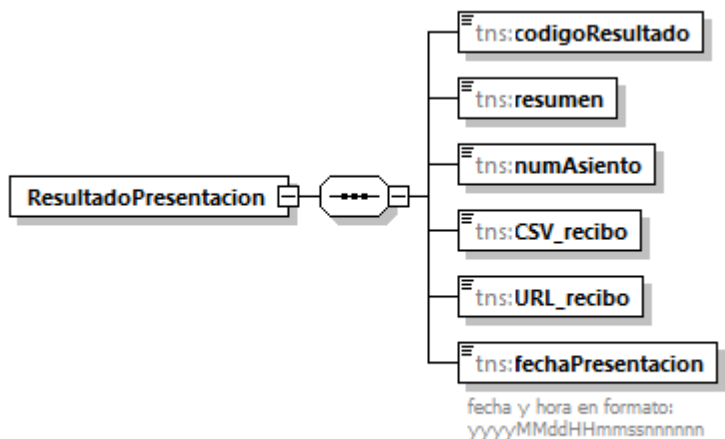 tns:codigoResultado
tns:resumen
tns:numAsiento
ResultadoPresentacion
tns:CSV_recibo
tns:URL_recibo
tns:fechaPresentacion
fecha y hora en formato:
yyyyMMddHHmmssnnnnnn